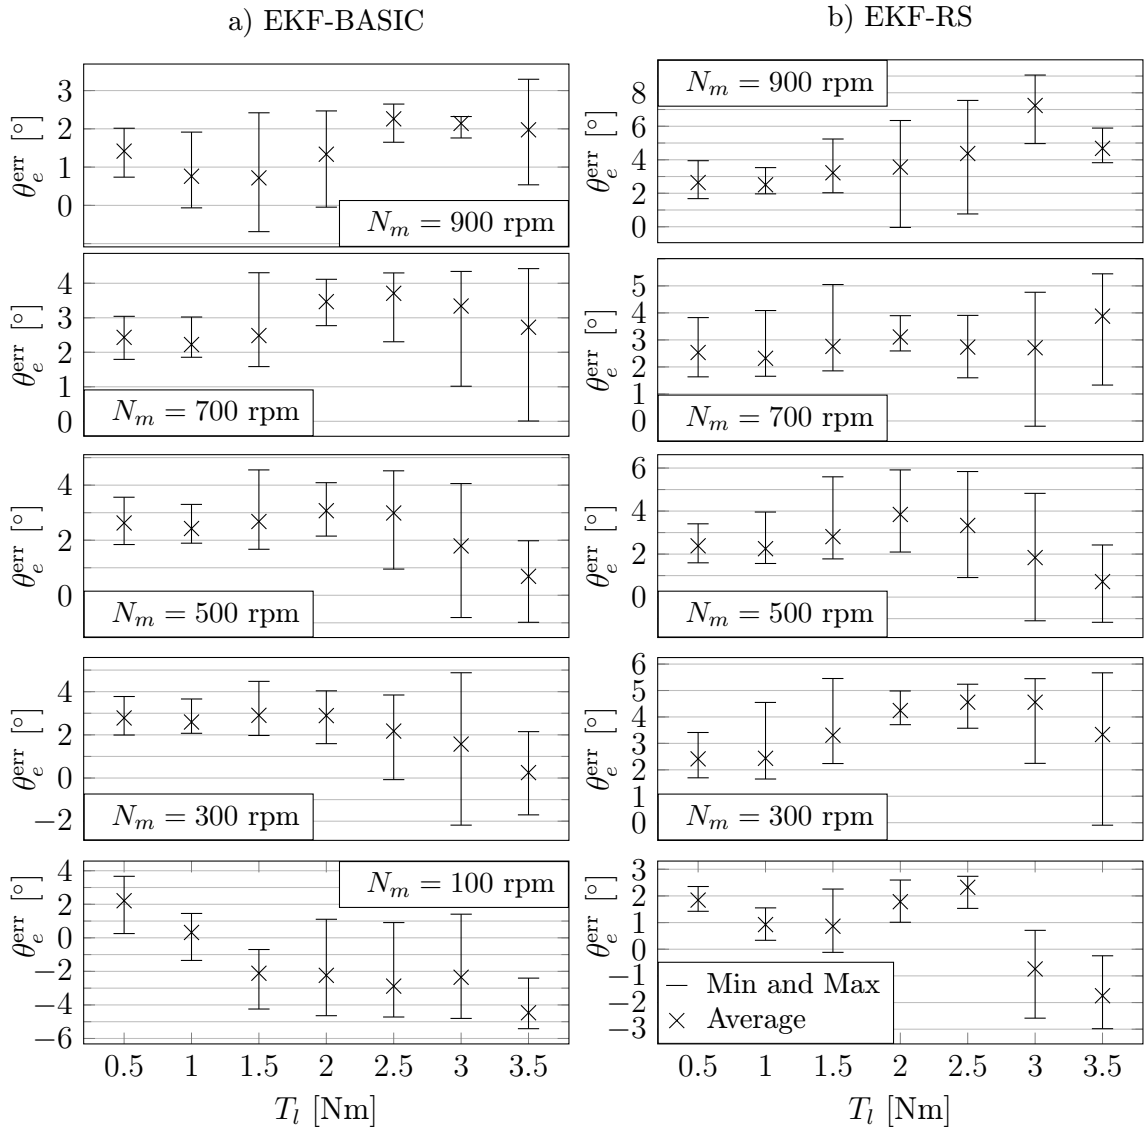 a) EKF-BASIC
3
2
1
0
θ_e^err [°]
N_m = 900 rpm
4
3
2
1
0
θ_e^err [°]
N_m = 700 rpm
4
2
0
θ_e^err [°]
N_m = 500 rpm
4
2
0
−2
θ_e^err [°]
N_m = 300 rpm
4
2
0
−2
−4
−6
θ_e^err [°]
N_m = 100 rpm
0.5 1 1.5 2 2.5 3 3.5
T_l [Nm]
b) EKF-RS
8
6
4
2
0
θ_e^err [°]
N_m = 900 rpm
5
4
3
2
1
0
θ_e^err [°]
N_m = 700 rpm
6
4
2
0
θ_e^err [°]
N_m = 500 rpm
6
5
4
3
2
1
0
θ_e^err [°]
N_m = 300 rpm
3
2
1
0
−1
−2
−3
θ_e^err [°]
Min and Max
Average
0.5 1 1.5 2 2.5 3 3.5
T_l [Nm]